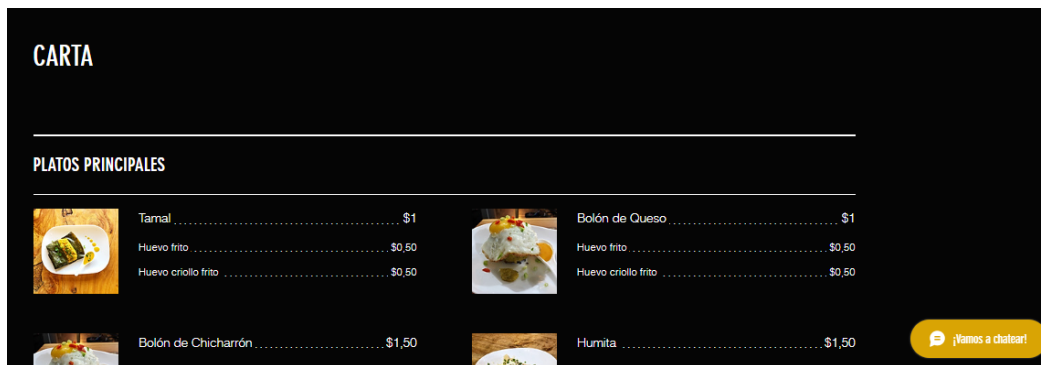 CARTA
PLATOS PRINCIPALES
Tamal $1
Huevo frito $0,50
Huevo criollo frito $0,50
Bolón de Queso $1
Huevo frito $0,50
Huevo criollo frito $0,50
Bolón de Chicharrón $1,50
Humita $1,50
¡Vamos a chatear!